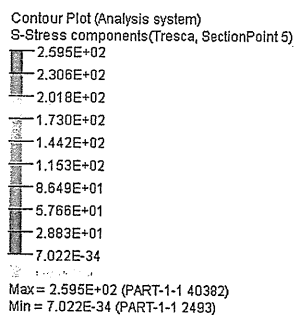 Contour Plot (Analysis system)
S-Stress components(Tresca, SectionPoint 5)
2.595E+02
2.306E+02
2.018E+02
1.730E+02
1.442E+02
1.153E+02
8.649E+01
5.766E+01
2.883E+01
7.022E-34
Max= 2.595E+02 (PART-1-1 40382)
Min = 7.022E-34 (PART-1-1 2493)